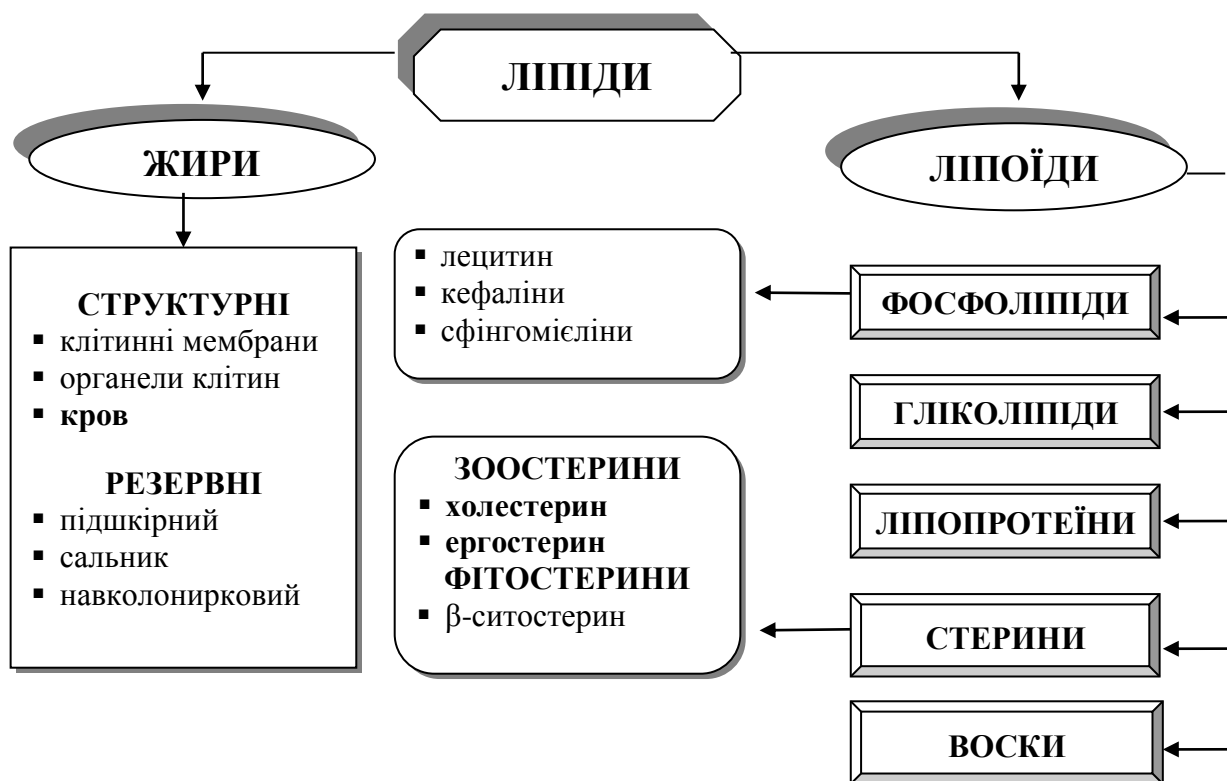 ЛІПІДИ
ЖИРИ
ЛІПОЇДИ
СТРУКТУРНІ
▪ клітинні мембрани
▪ органели клітин
▪ кров
РЕЗЕРВНІ
▪ підшкірний
▪ сальник
▪ навколонирковий
▪ лецитин
▪ кефаліни
▪ сфінгомієліни
ЗООСТЕРИНИ
▪ холестерин
▪ ергостерин
ФІТОСТЕРИНИ
▪ β-ситостерин
ФОСФОЛІПІДИ
ГЛІКОЛІПІДИ
ЛІПОПРОТЕЇНИ
СТЕРИНИ
ВОСКИ